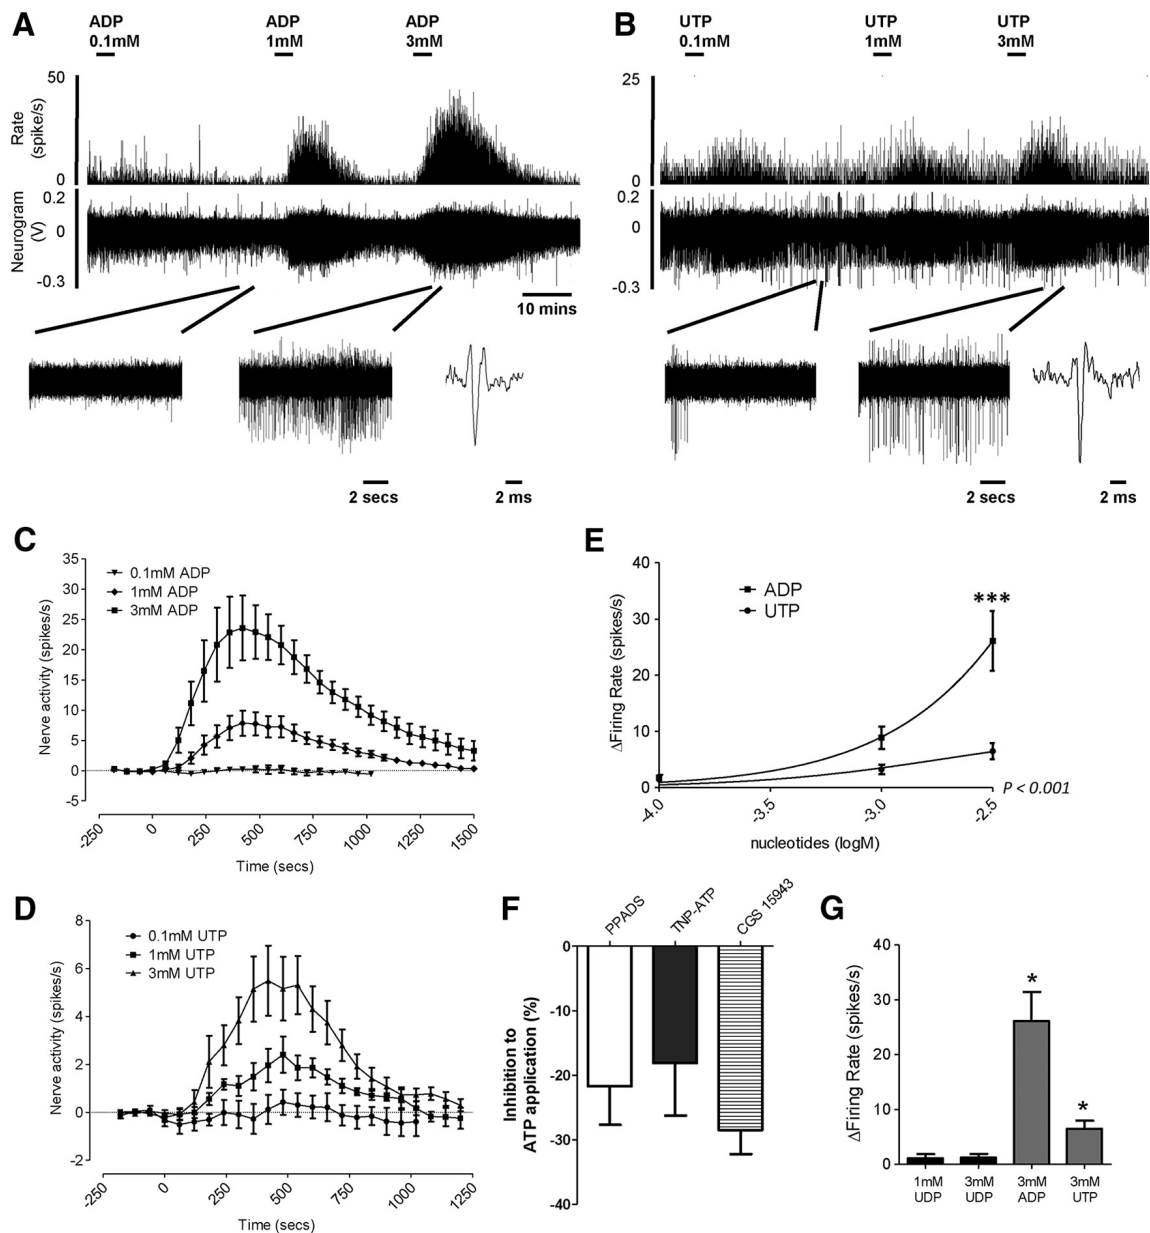 A
ADP
0.1mM
ADP
1mM
ADP
3mM
50
Rate
(spike/s)
0
0.2
0
-0.3
Neurogram
(V)
10 mins
2 secs
2 ms
B
UTP
0.1mM
UTP
1mM
UTP
3mM
25
0
0.2
0
-0.3
2 secs
2 ms
C
35
30
25
20
15
10
5
0
-5
Nerve activity (spikes/s)
0.1mM ADP
1mM ADP
3mM ADP
-250
0
250
500
750
1000
1250
1500
Time (secs)
E
40
30
20
10
0
ΔFiring Rate (spikes/s)
ADP
UTP
***
P < 0.001
-4.0
-3.5
-3.0
-2.5
nucleotides (logM)
D
8
6
4
2
0
-2
Nerve activity (spikes/s)
0.1mM UTP
1mM UTP
3mM UTP
-250
0
250
500
750
1000
1250
Time (secs)
F
PPADS
TNP-ATP
CGS 15943
0
-10
-20
-30
-40
Inhibition to
ATP application (%)
G
40
30
20
10
0
ΔFiring Rate (spikes/s)
*
*
1mM
UDP
3mM
UDP
3mM
ADP
3mM
UTP